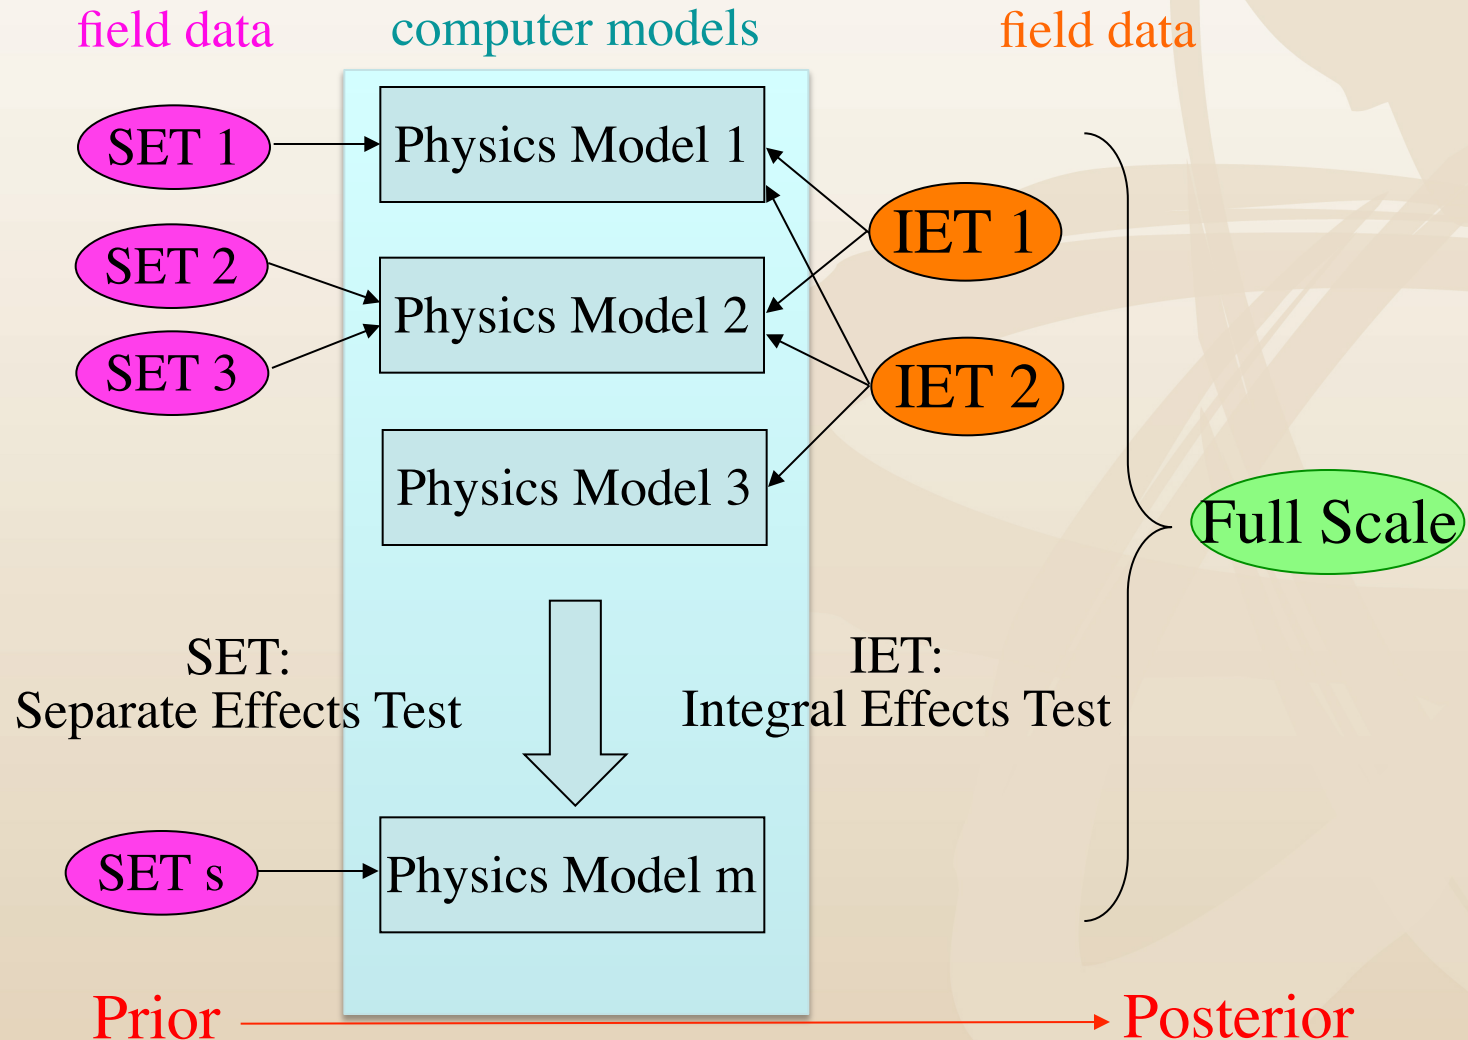 field data
computer models
field data
SET 1
Physics Model 1
IET 1
SET 2
Physics Model 2
SET 3
IET 2
Physics Model 3
Full Scale
SET:
Separate Effects Test
IET:
Integral Effects Test
SET s
Physics Model m
Prior
Posterior